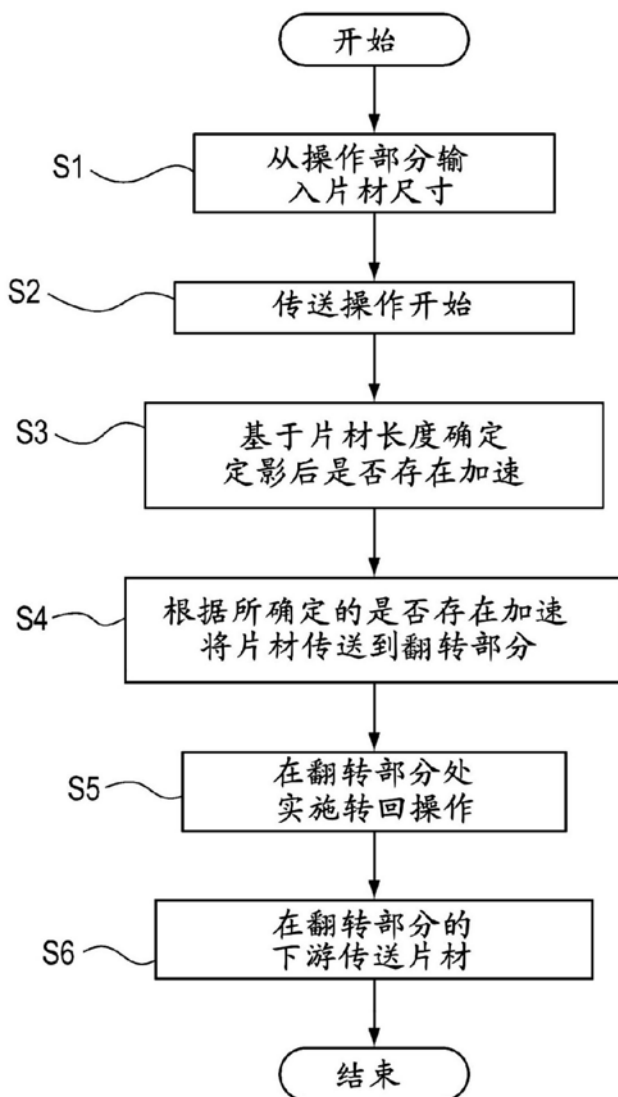 开始
S1
从操作部分输
入片材尺寸
S2
传送操作开始
S3
基于片材长度确定
定影后是否存在加速
S4
根据所确定的是否存在加速
将片材传送到翻转部分
S5
在翻转部分处
实施转回操作
S6
在翻转部分的
下游传送片材
结束